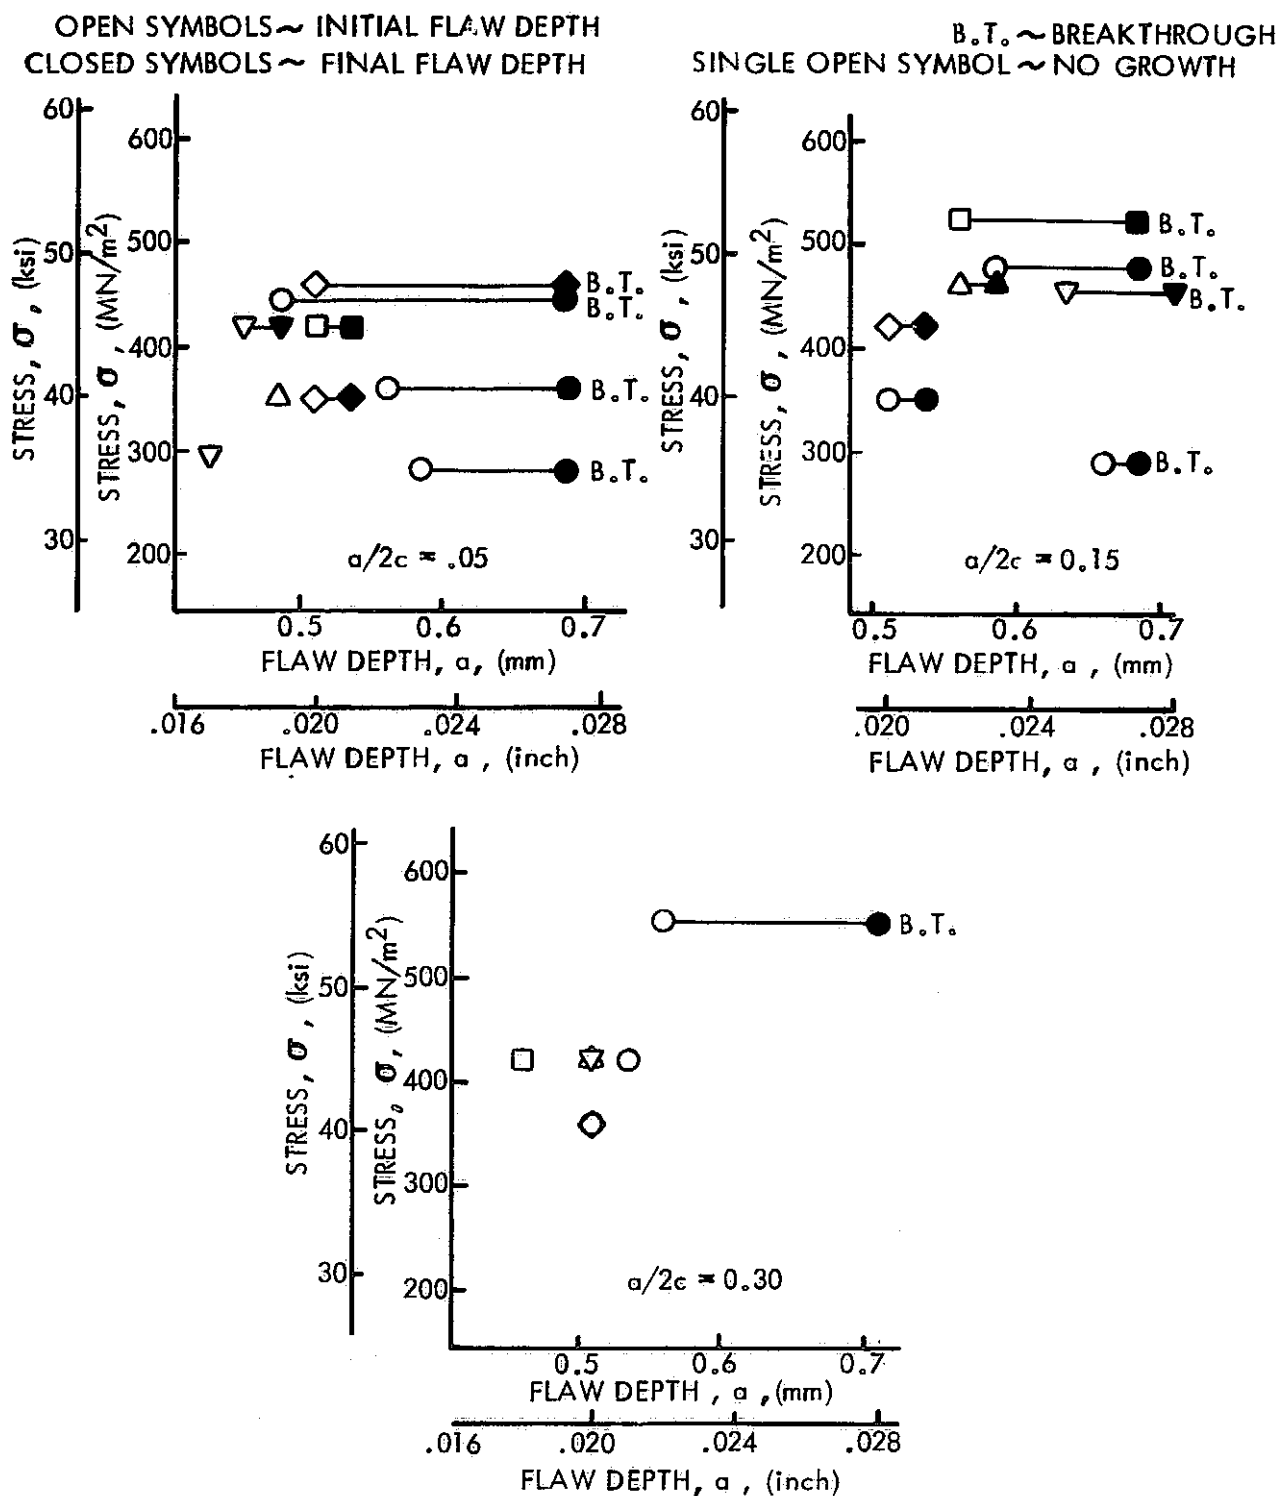 OPEN SYMBOLS ~ INITIAL FLAW DEPTH
CLOSED SYMBOLS ~ FINAL FLAW DEPTH
B.T. ~ BREAKTHROUGH
SINGLE OPEN SYMBOL ~ NO GROWTH
60
50
40
30
STRESS, σ, (ksi)
600
500
400
300
200
STRESS, σ, (MN/m²)
B.T.
B.T.
B.T.
B.T.
a/2c = .05
0.5 0.6 0.7
FLAW DEPTH, a, (mm)
.016 .020 .024 .028
FLAW DEPTH, a, (inch)
60
50
40
30
STRESS, σ, (ksi)
600
500
400
300
200
STRESS, σ, (MN/m²)
B.T.
B.T.
B.T.
B.T.
a/2c = 0.15
0.5 0.6 0.7
FLAW DEPTH, a, (mm)
.020 .024 .028
FLAW DEPTH, a, (inch)
60
50
40
30
STRESS, σ, (ksi)
600
500
400
300
200
STRESS, σ, (MN/m²)
B.T.
a/2c = 0.30
0.5 0.6 0.7
FLAW DEPTH, a, (mm)
.016 .020 .024 .028
FLAW DEPTH, a, (inch)